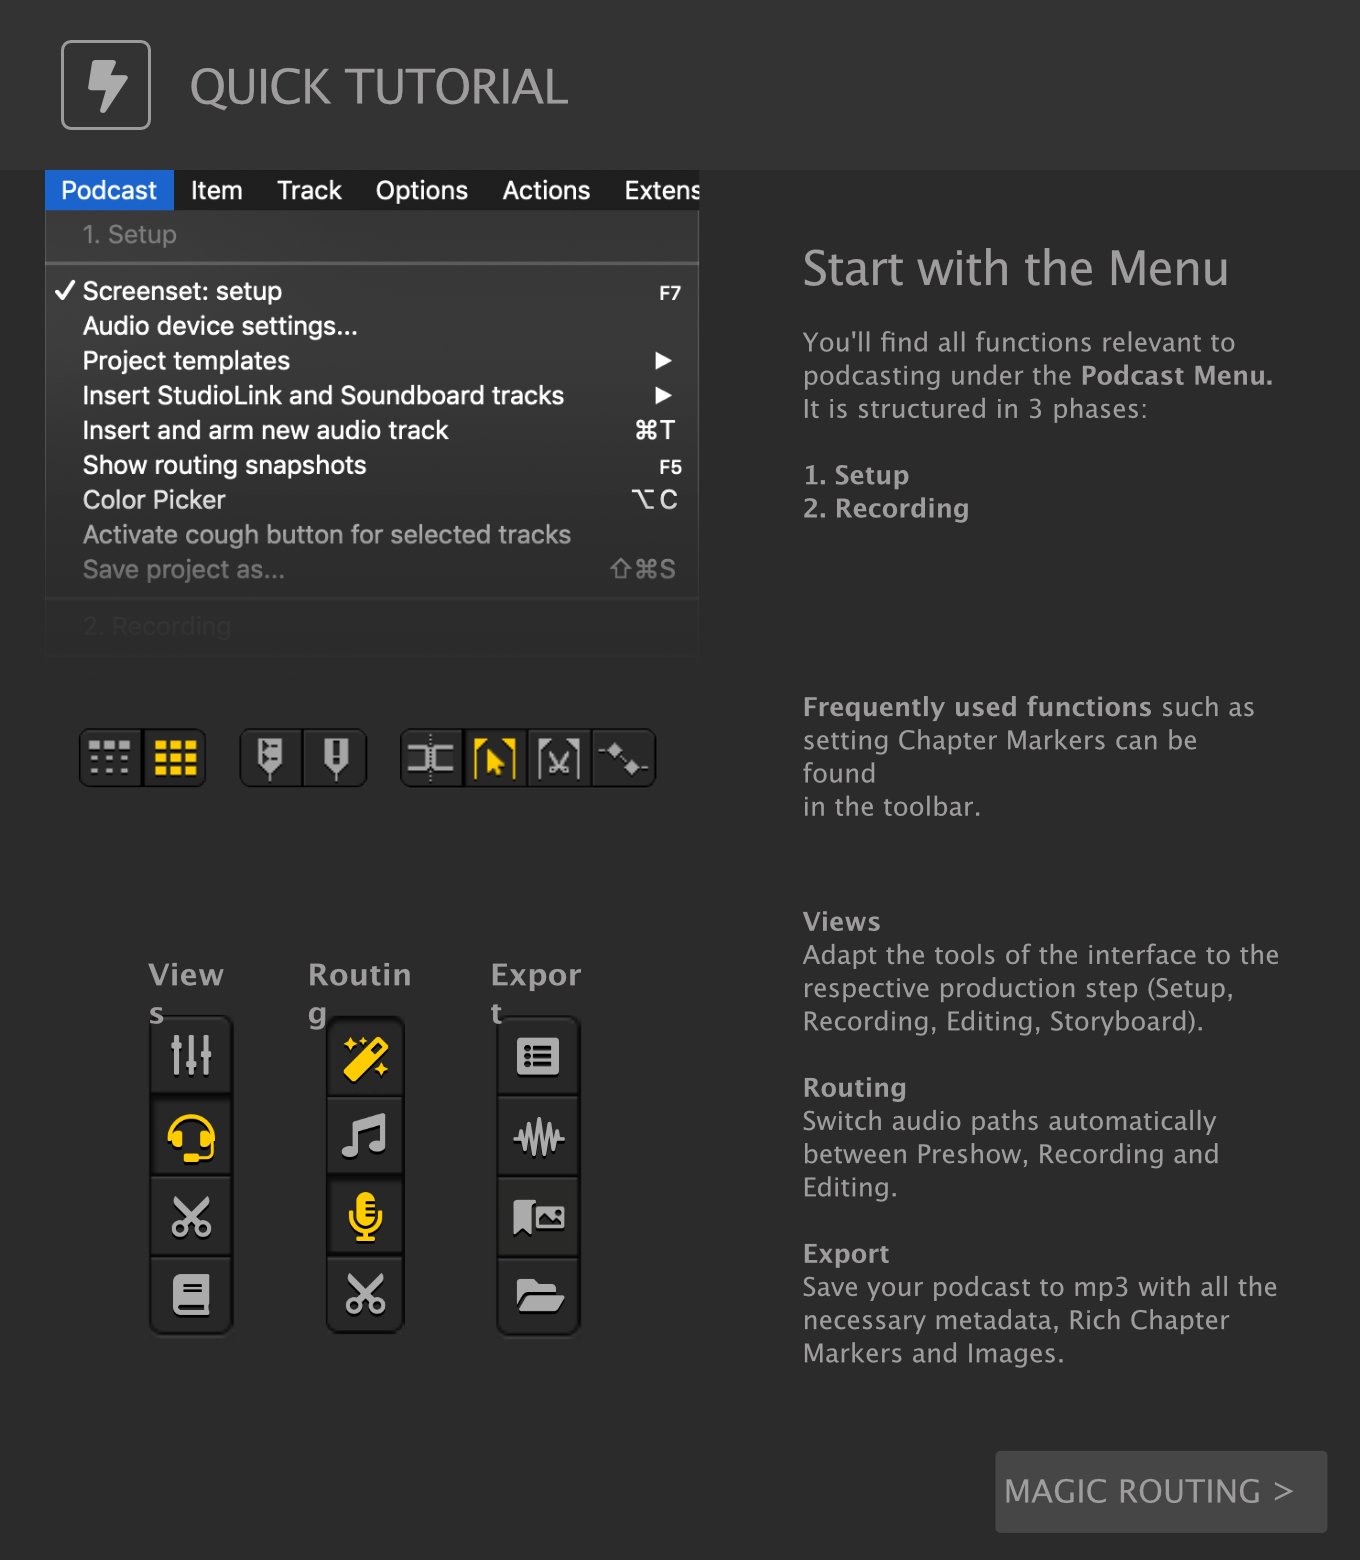 QUICK TUTORIAL
Podcast Item Track Options Actions Extens
1. Setup
✓ Screenset: setup F7
Audio device settings...
Project templates ▶
Insert StudioLink and Soundboard tracks ▶
Insert and arm new audio track ⌘T
Show routing snapshots F5
Color Picker ⌥C
Activate cough button for selected tracks
Save project as... ⇧⌘S
2. Recording
Start with the Menu
You'll find all functions relevant to
podcasting under the Podcast Menu.
It is structured in 3 phases:
1. Setup
2. Recording
Frequently used functions such as
setting Chapter Markers can be
found
in the toolbar.
View
s
Routin
g
Expor
t
Views
Adapt the tools of the interface to the
respective production step (Setup,
Recording, Editing, Storyboard).
Routing
Switch audio paths automatically
between Preshow, Recording and
Editing.
Export
Save your podcast to mp3 with all the
necessary metadata, Rich Chapter
Markers and Images.
MAGIC ROUTING >